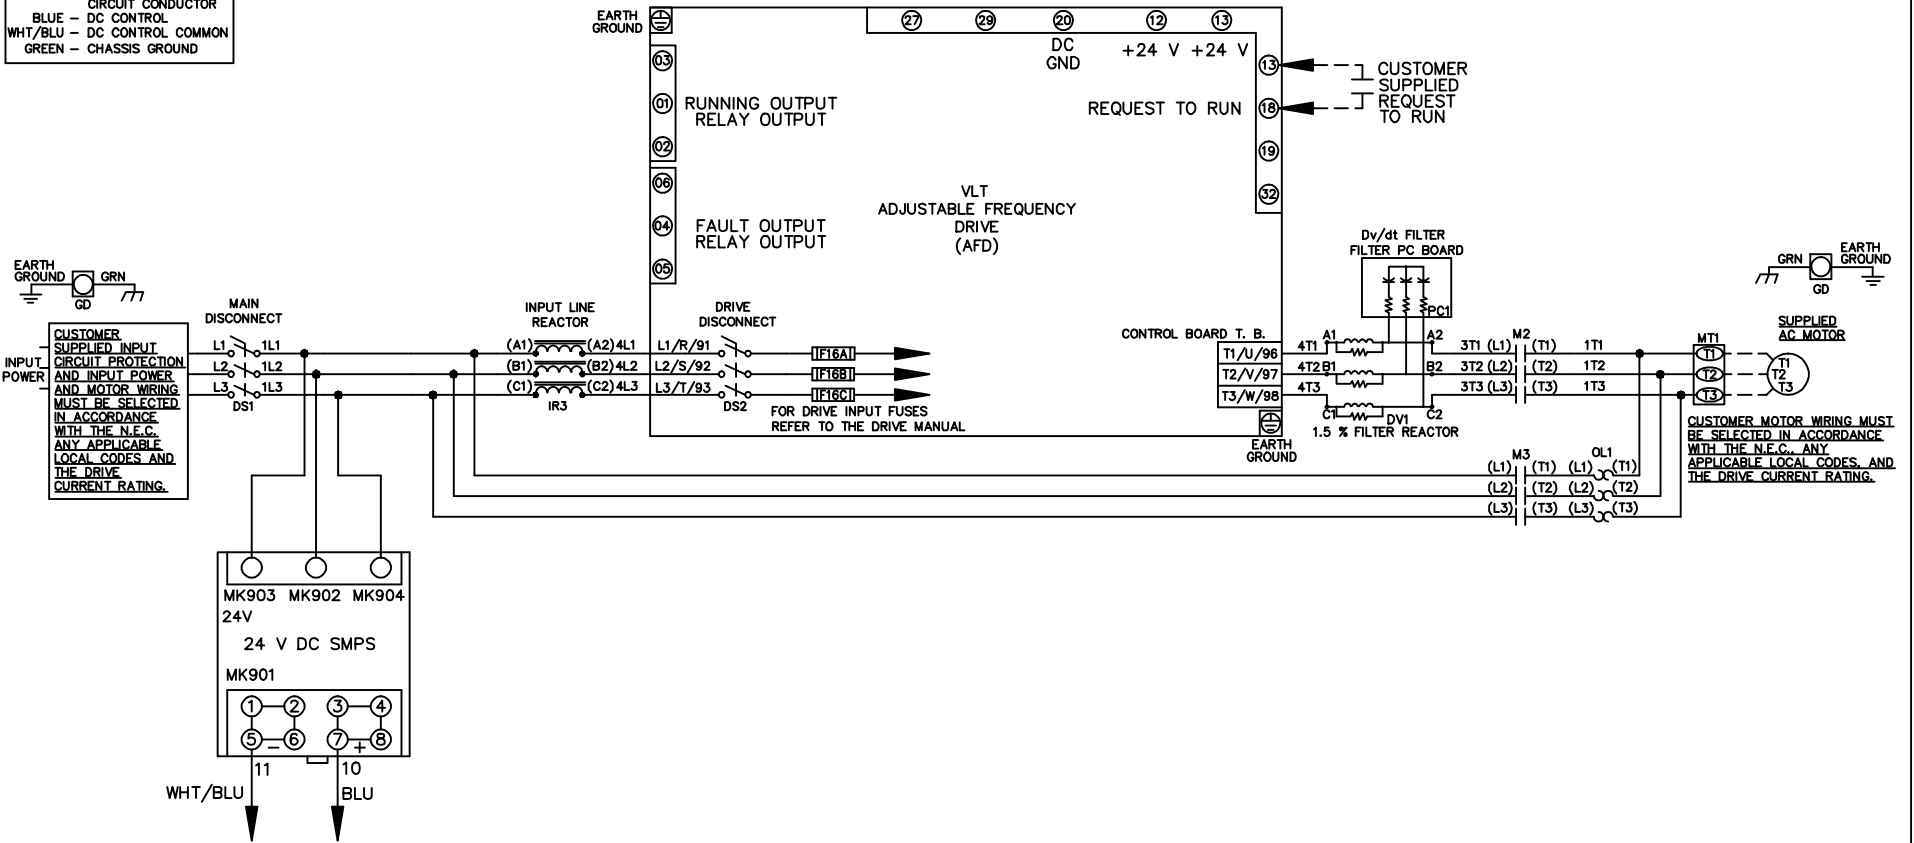 CIRCUIT CONDUCTOR
BLUE – DC CONTROL
WHT/BLU – DC CONTROL COMMON
GREEN – CHASSIS GROUND
EARTH
GROUND
27
29
20
12
13
DC
GND
+24 V
+24 V
03
01
02
RUNNING OUTPUT
RELAY OUTPUT
06
04
05
FAULT OUTPUT
RELAY OUTPUT
13
18
19
32
REQUEST TO RUN
CUSTOMER
SUPPLIED
REQUEST
TO RUN
VLT
ADJUSTABLE FREQUENCY
DRIVE
(AFD)
EARTH
GROUND
GRN
GD
INPUT
POWER
CUSTOMER
SUPPLIED INPUT
CIRCUIT PROTECTION
AND INPUT POWER
AND MOTOR WIRING
MUST BE SELECTED
IN ACCORDANCE
WITH THE N.E.C.
ANY APPLICABLE
LOCAL CODES AND
THE DRIVE
CURRENT RATING.
MAIN
DISCONNECT
L1 1L1
L2 1L2
L3 1L3
DS1
INPUT LINE
REACTOR
(A1) (A2) 4L1
(B1) (B2) 4L2
(C1) (C2) 4L3
IR3
DRIVE
DISCONNECT
L1/R/91
L2/S/92
L3/T/93
DS2
F16A
F16B
F16C
FOR DRIVE INPUT FUSES
REFER TO THE DRIVE MANUAL
CONTROL BOARD T. B.
T1/U/96
T2/V/97
T3/W/98
EARTH
GROUND
Dv/dt FILTER
FILTER PC BOARD
PC1
4T1 A1 A2
4T2 B1 B2
4T3
C1 C2
DV1
1.5 % FILTER REACTOR
M2
3T1 (L1) (T1) 1T1
3T2 (L2) (T2) 1T2
3T3 (L3) (T3) 1T3
M3
OL1
(L1) (T1) (L1) (T1)
(L2) (T2) (L2) (T2)
(L3) (T3) (L3) (T3)
GRN
EARTH
GROUND
GD
SUPPLIED
AC MOTOR
MT1
T1
T2
T3
T1
T2
T3
CUSTOMER MOTOR WIRING MUST
BE SELECTED IN ACCORDANCE
WITH THE N.E.C., ANY
APPLICABLE LOCAL CODES, AND
THE DRIVE CURRENT RATING.
MK903 MK902 MK904
24V
24 V DC SMPS
MK901
1 2 3 4
5 – 6 7 + 8
11
10
WHT/BLU
BLU